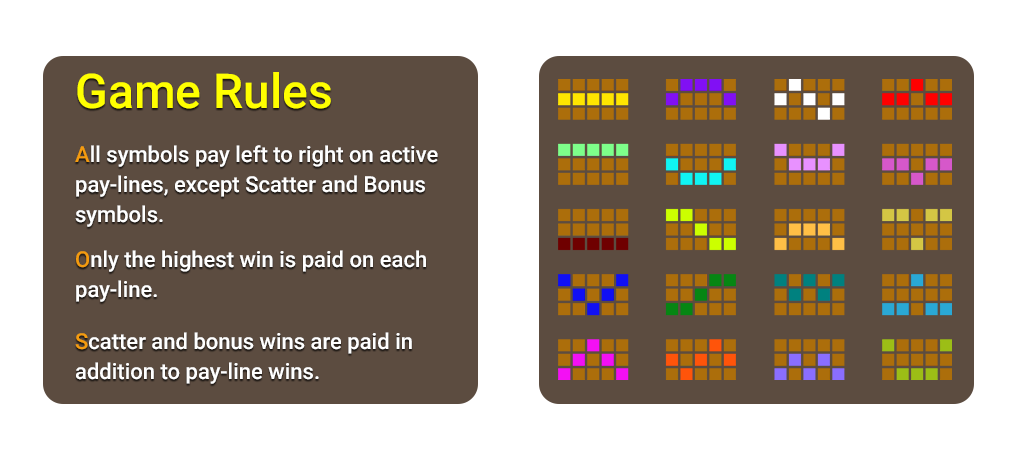 Game Rules
All symbols pay left to right on active
pay-lines, except Scatter and Bonus
symbols.
Only the highest win is paid on each
pay-line.
Scatter and bonus wins are paid in
addition to pay-line wins.